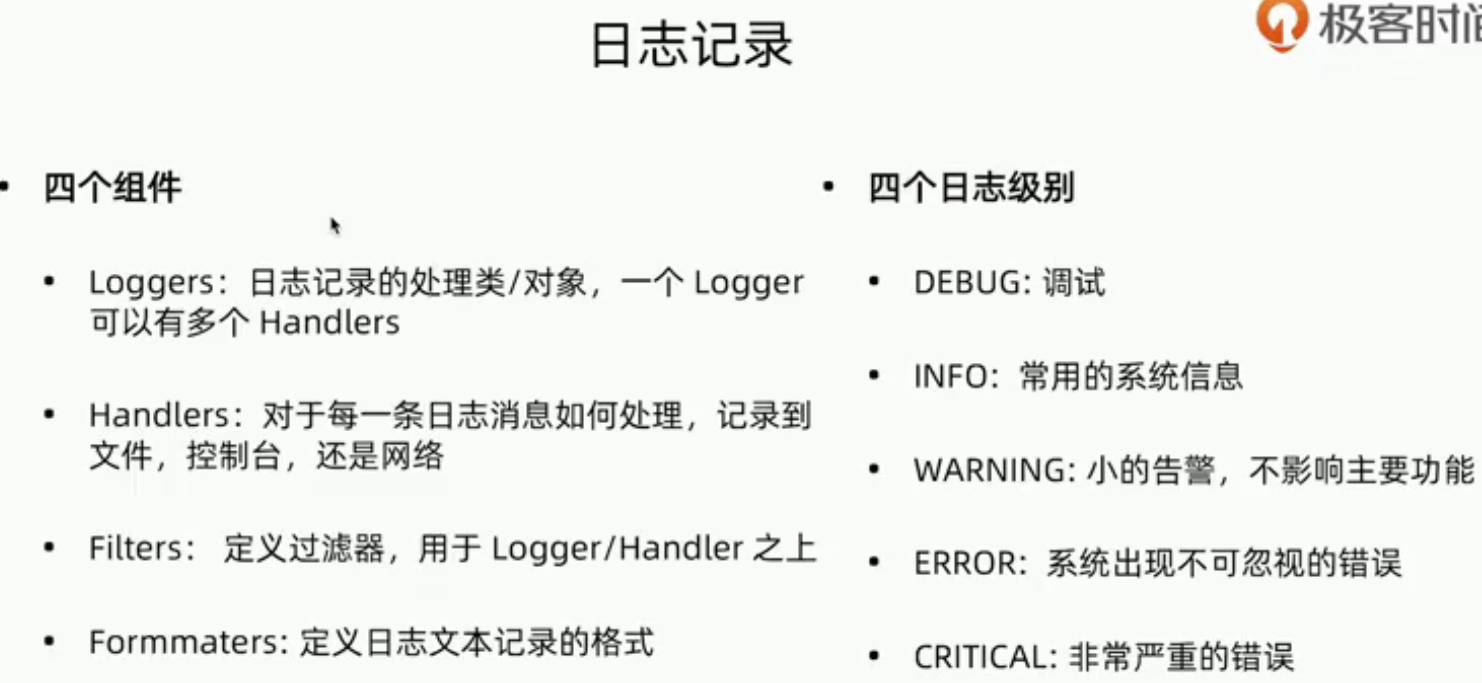 日志记录
极客时间
• 四个组件
• Loggers：日志记录的处理类/对象，一个 Logger
可以有多个 Handlers
• Handlers：对于每一条日志消息如何处理，记录到
文件，控制台，还是网络
• Filters： 定义过滤器，用于 Logger/Handler 之上
• Formmaters: 定义日志文本记录的格式
• 四个日志级别
• DEBUG: 调试
• INFO：常用的系统信息
• WARNING: 小的告警，不影响主要功能
• ERROR：系统出现不可忽视的错误
• CRITICAL: 非常严重的错误